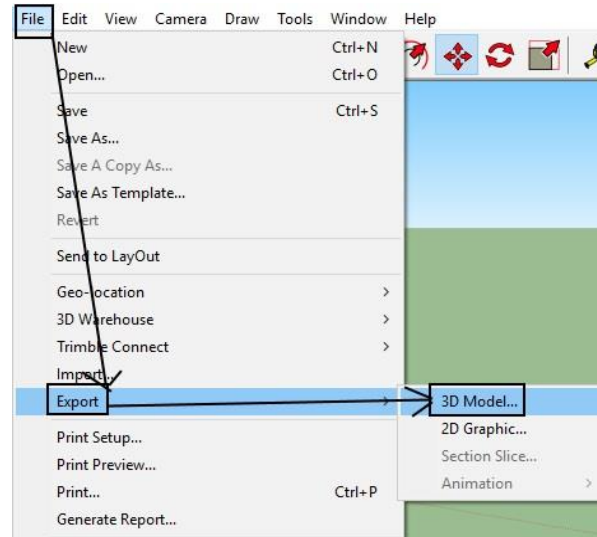 File Edit View Camera Draw Tools Window Help
New Ctrl+N
Open... Ctrl+O
Save Ctrl+S
Save As...
Save A Copy As...
Save As Template...
Revert
Send to LayOut
Geo-location
3D Warehouse
Trimble Connect
Import...
Export
3D Model...
2D Graphic...
Section Slice...
Animation
Print Setup...
Print Preview...
Print... Ctrl+P
Generate Report...